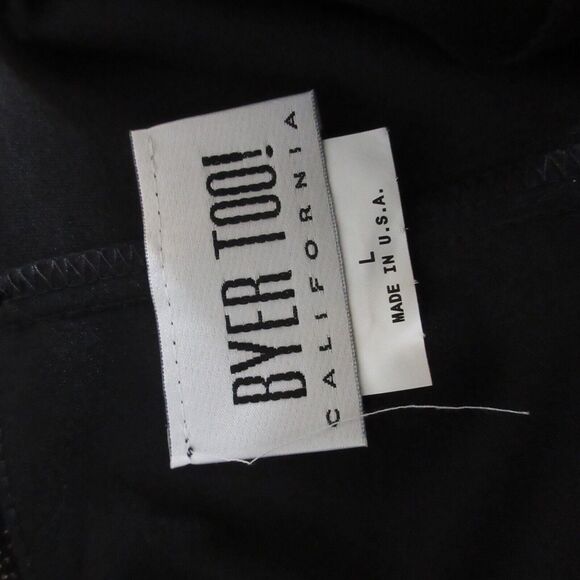 BYER TOO!
CALIFORNIA
L
MADE IN U.S.A.